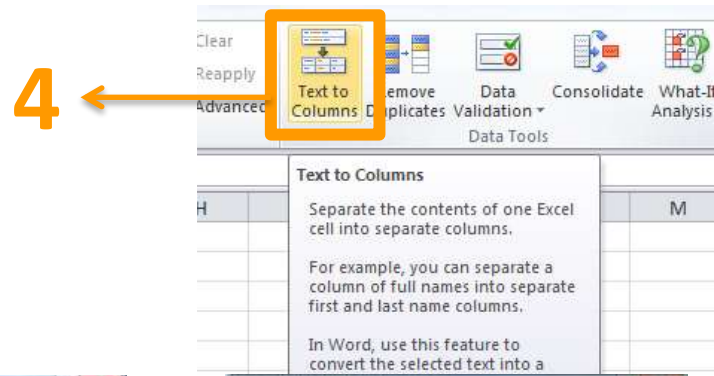 4
Clear
Reapply
Advanced
Text to Columns
Remove Duplicates
Data Validation
Consolidate
What-If Analysis
Data Tools
Text to Columns
H
M
Separate the contents of one Excel
cell into separate columns.
For example, you can separate a
column of full names into separate
first and last name columns.
In Word, use this feature to
convert the selected text into a